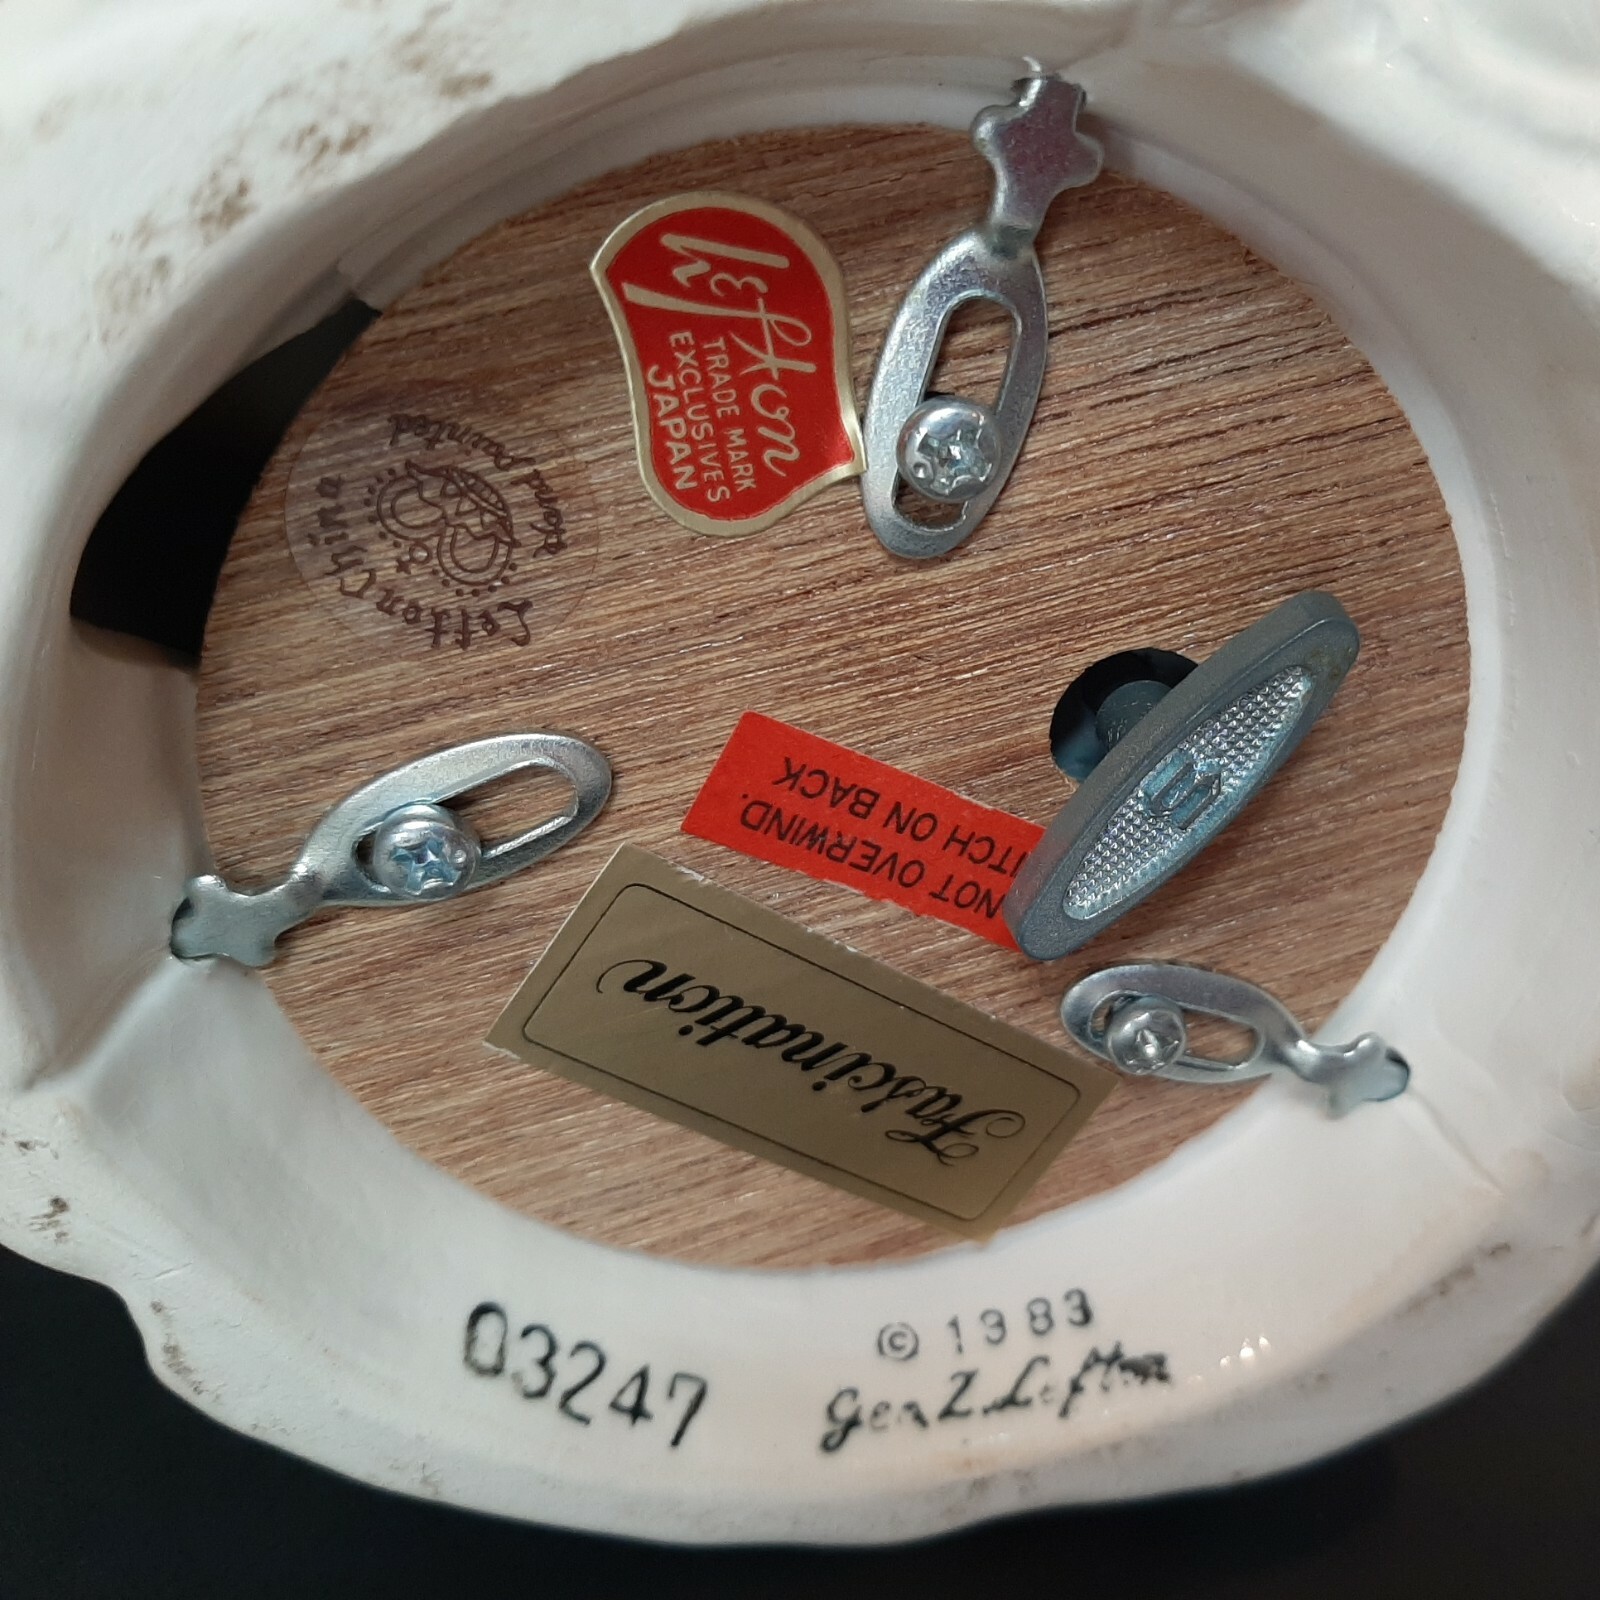 Lefton
TRADE MARK
EXCLUSIVES
JAPAN
Lefton China
Hand Painted
NOT OVERWIND.
ITCH ON BACK
Fascination
03247
© 1983
Geo. Z. Lefton